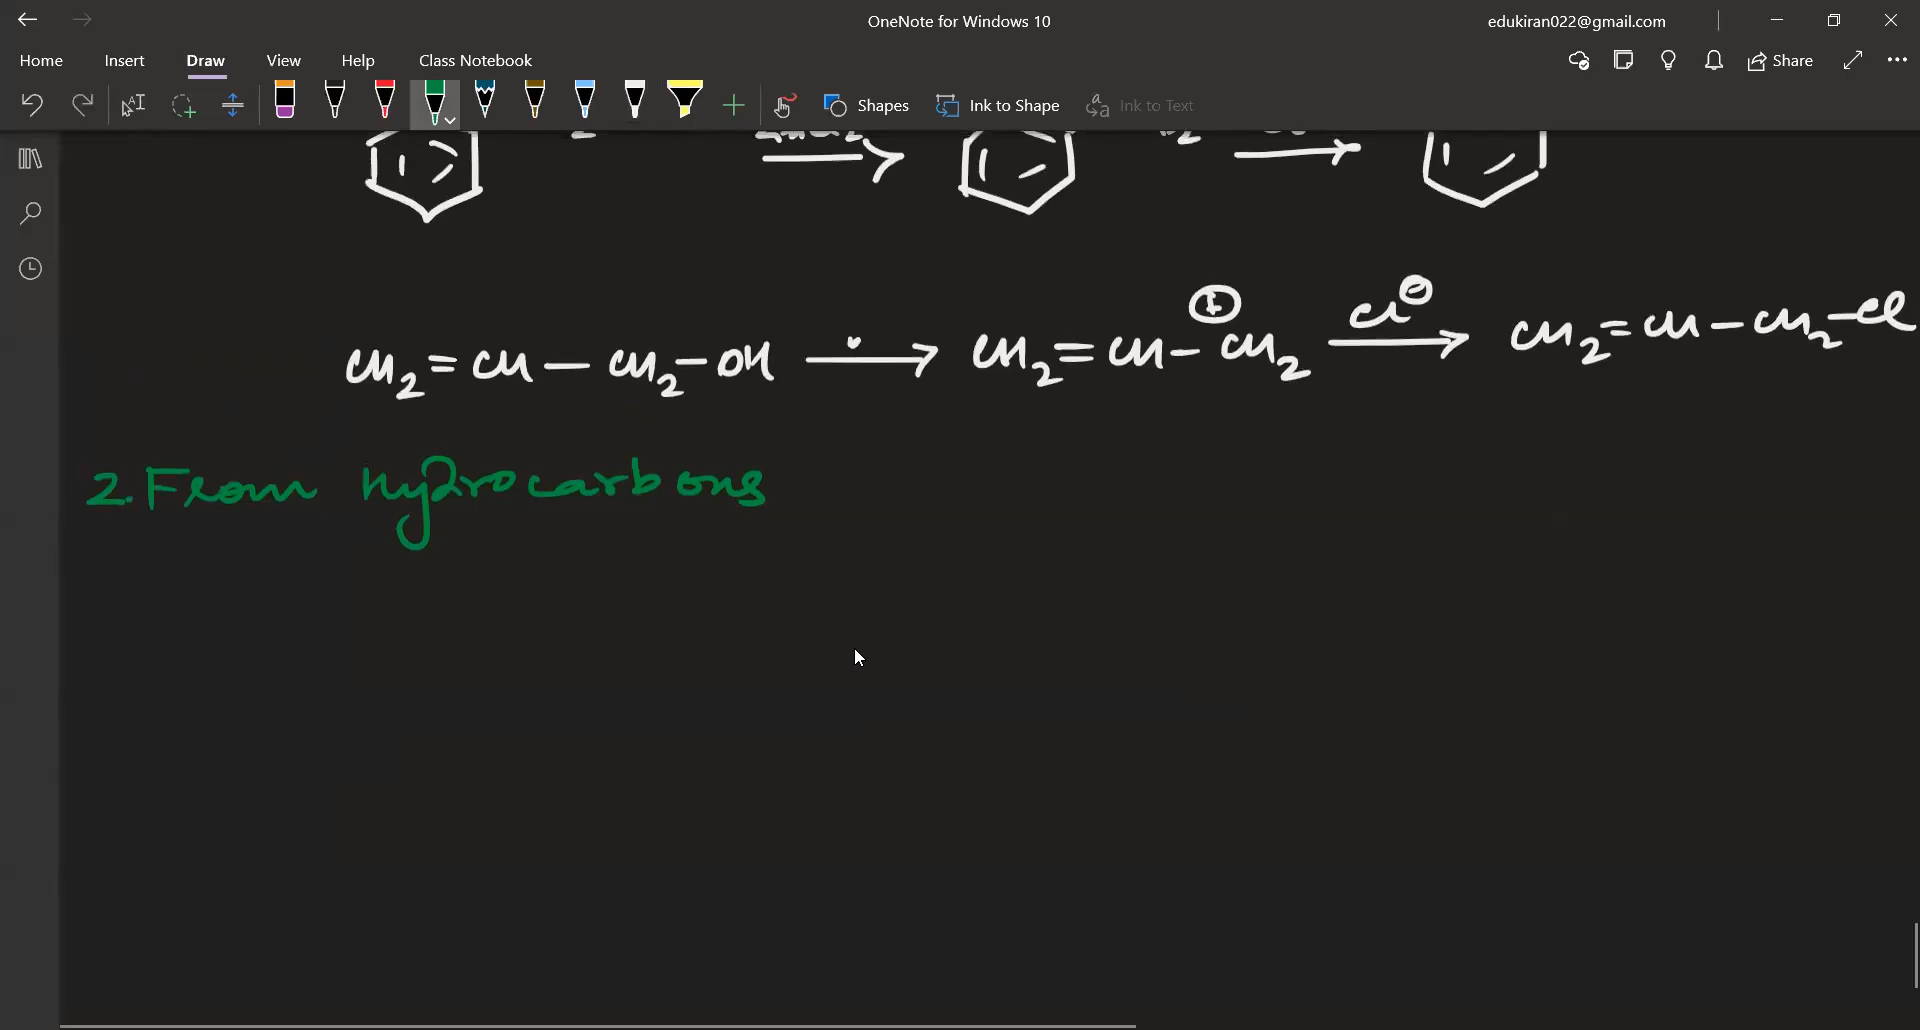 OneNote for Windows 10
edukiran022@gmail.com
Home Insert Draw View Help Class Notebook
Share
Shapes Ink to Shape Ink to Text
CH₂=CH—CH₂—OH ⟶ CH₂=CH—CH₂ ⊕ Cl⊖ ⟶ CH₂=CH—CH₂—Cl
2. From hydrocarbons